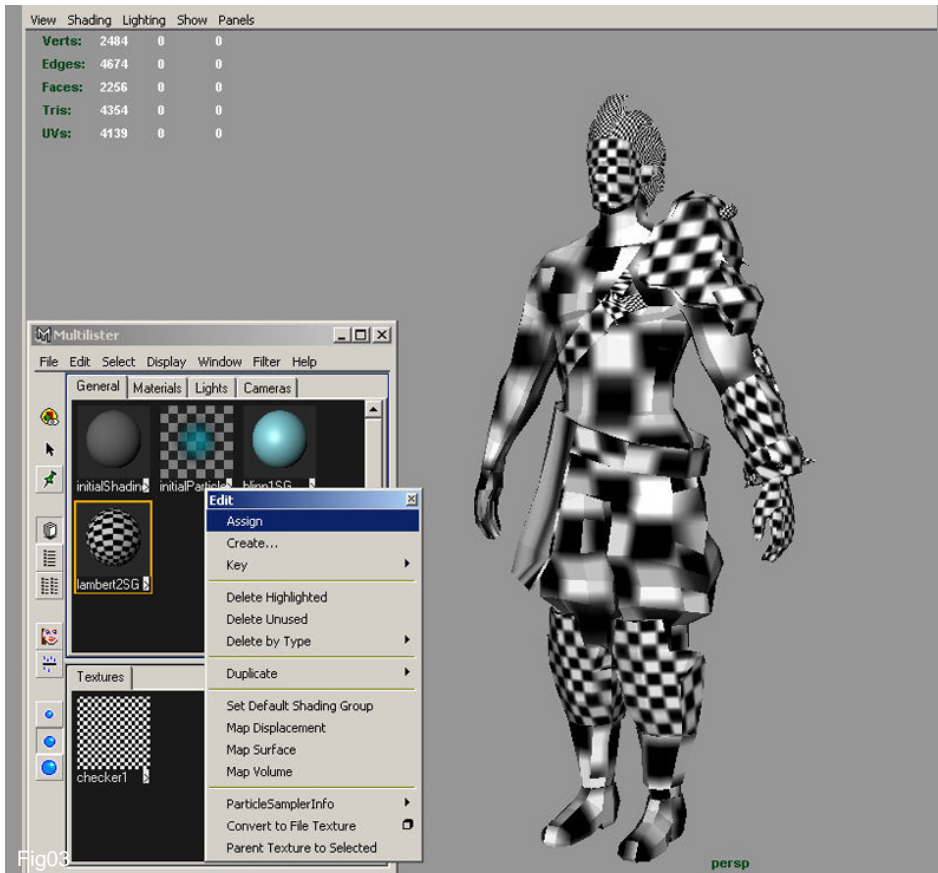 View Shading Lighting Show Panels
Verts: 2484 0 0
Edges: 4674 0 0
Faces: 2256 0 0
Tris: 4354 0 0
UVs: 4139 0 0
Multilister
File Edit Select Display Window Filter Help
General Materials Lights Cameras
initialShadin initialParticle blinn1SG
lambert2SG
Edit
Assign
Create...
Key
Delete Highlighted
Delete Unused
Delete by Type
Duplicate
Set Default Shading Group
Map Displacement
Map Surface
Map Volume
ParticleSamplerInfo
Convert to File Texture
Parent Texture to Selected
Textures
checker1
Fig03
persp